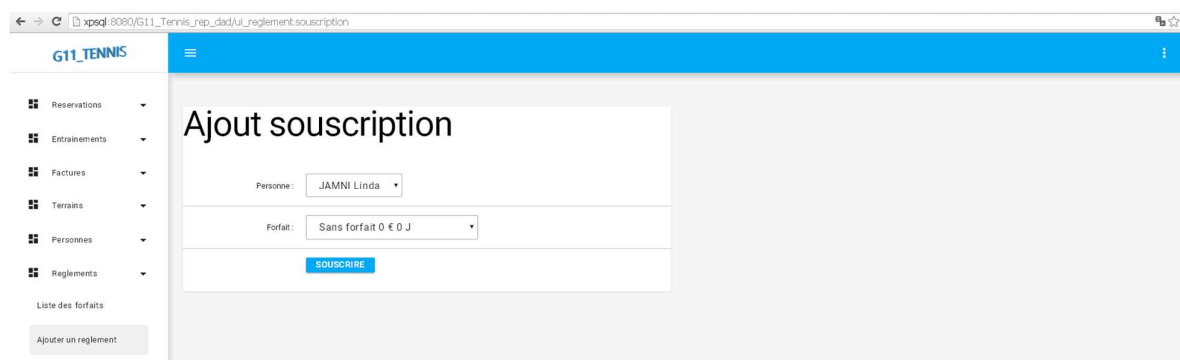 xpsql:8080/G11_Tennis_rep_dad/ui_reglement.souscription
G11_TENNIS
Reservations
Entrainements
Factures
Terrains
Personnes
Reglements
Liste des forfaits
Ajouter un reglement
Ajout souscription
Personne :
JAMNI Linda
Forfait :
Sans forfait 0 € 0 J
SOUSCRIRE